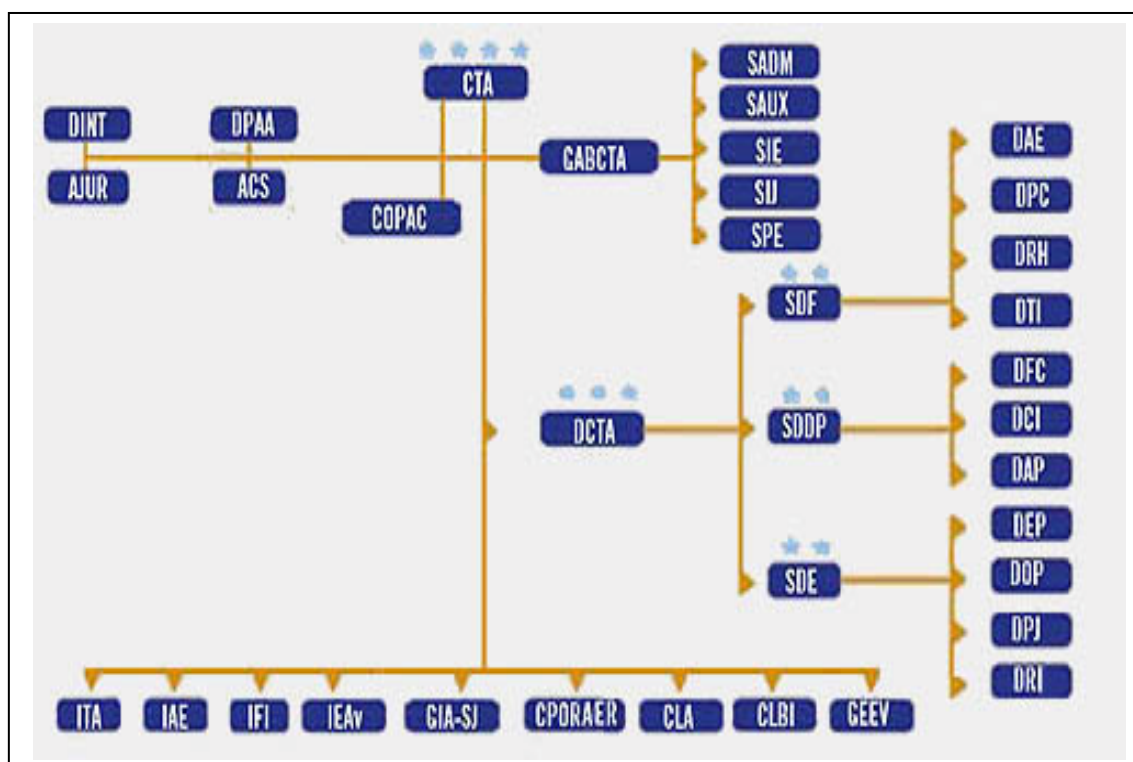 CTA
SADM
SAUX
SIE
SIJ
SPE
DINT
DPAA
AJUR
ACS
GABCTA
COPAC
DAE
DPC
DRH
DTI
SDF
DFC
DCI
DAP
DCTA
SDDP
DEP
DOP
DPJ
DRI
SDE
ITA
IAE
IFI
IEAv
GIA-SJ
CPORAER
CLA
CLBI
GEEV